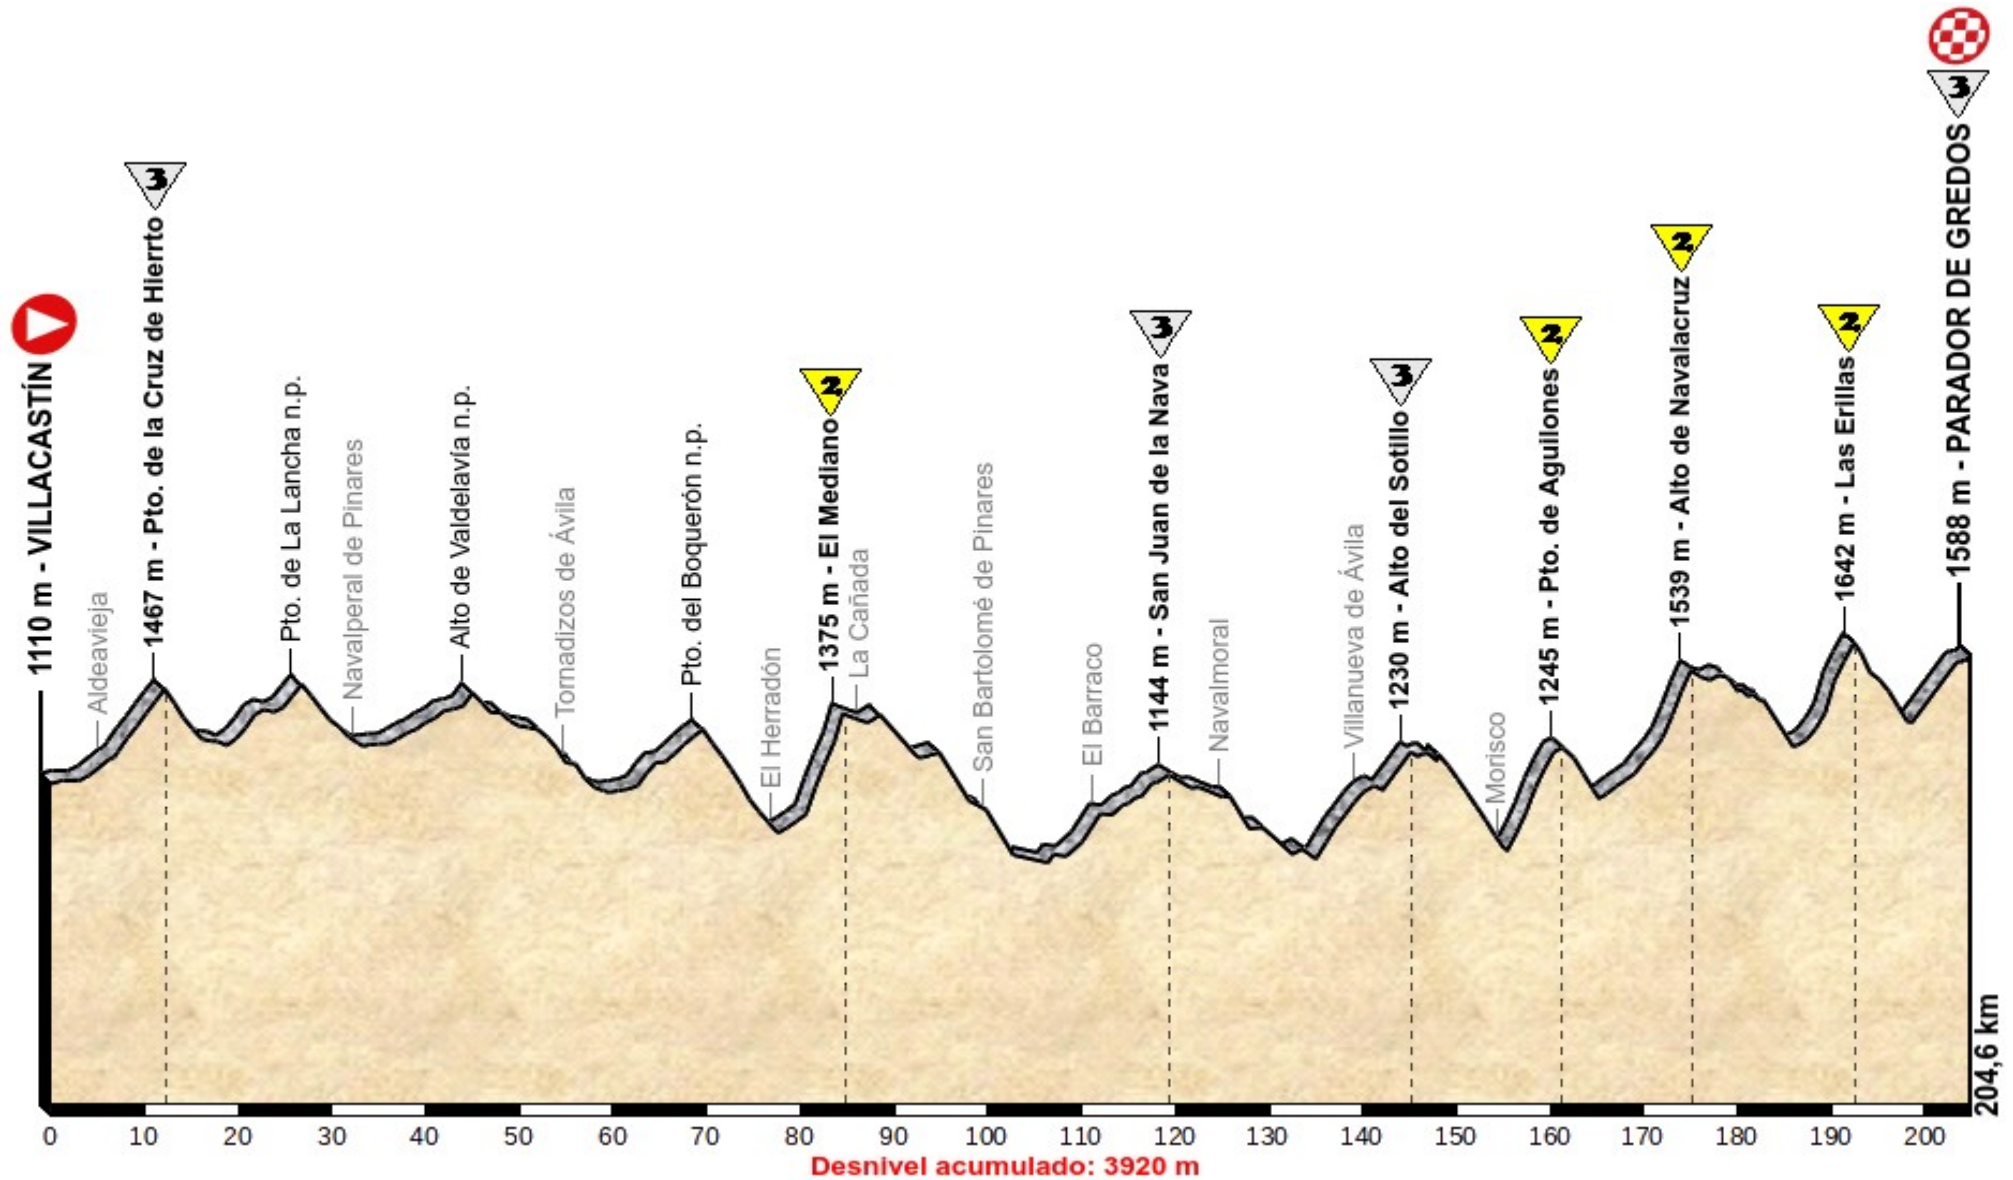 1110 m - VILLACASTÍN
Aldeavieja
3
1467 m - Pto. de la Cruz de Hierrto
Pto. de La Lancha n.p.
Navalperal de Pinares
Alto de Valdelavía n.p.
Tornadizos de Ávila
Pto. del Boquerón n.p.
El Herradón
2
1375 m - El Mediano
La Cañada
San Bartolomé de Pinares
El Barraco
3
1144 m - San Juan de la Nava
Navalmoral
Villanueva de Ávila
3
1230 m - Alto del Sotillo
Morisco
2
1245 m - Pto. de Aguilones
2
1539 m - Alto de Navalacruz
2
1642 m - Las Erillas
3
1588 m - PARADOR DE GREDOS
204,6 km
0 10 20 30 40 50 60 70 80 90 100 110 120 130 140 150 160 170 180 190 200
Desnivel acumulado: 3920 m